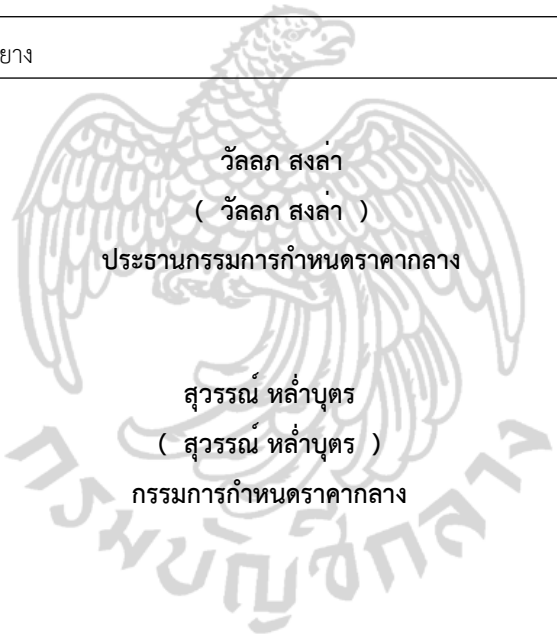 ยาง
วัลลภ สงล่า
( วัลลภ สงล่า )
ประธานกรรมการกำหนดราคากลาง
สุวรรณ์ หล่ำบุตร
( สุวรรณ์ หล่ำบุตร )
กรรมการกำหนดราคากลาง
กรมบัญชีกลาง